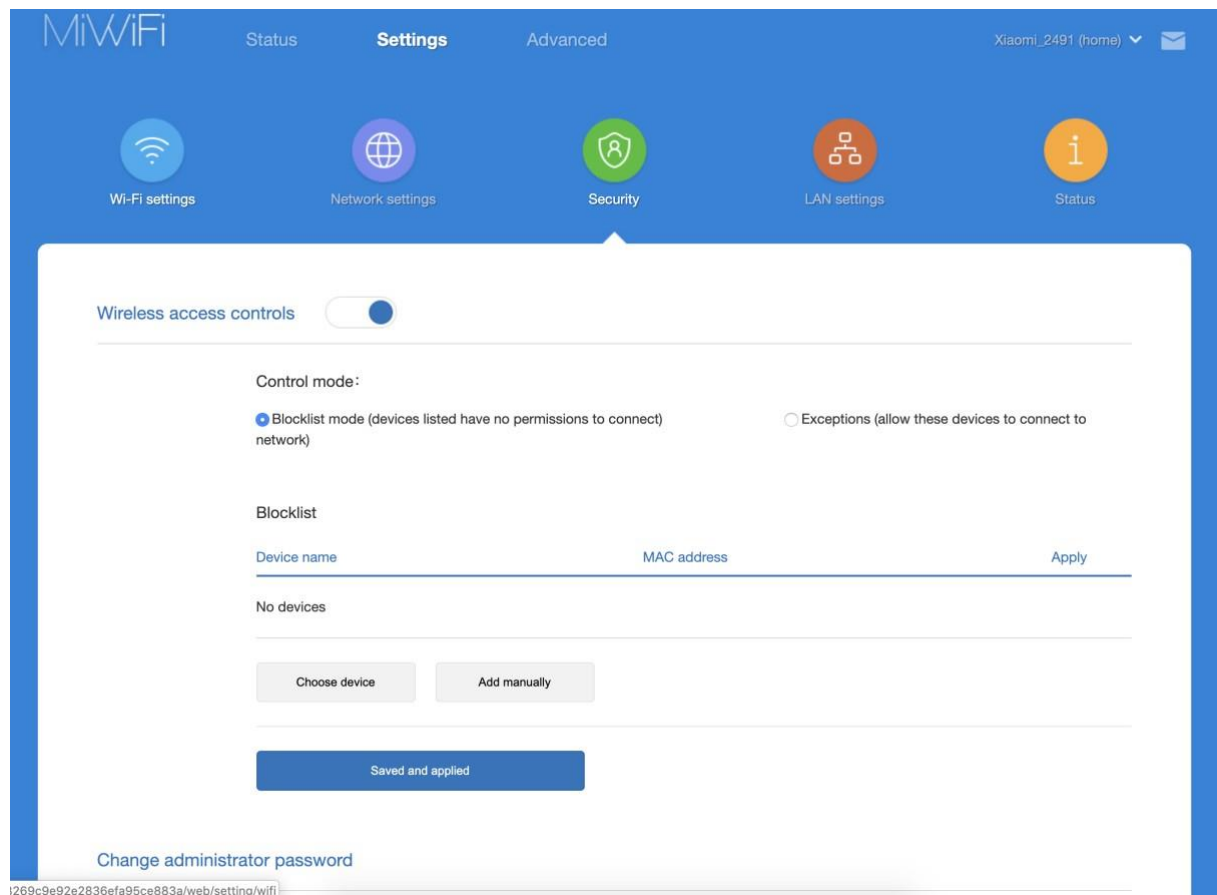 MiWiFi
Status
Settings
Advanced
Xiaomi_2491 (home)
Wi-Fi settings
Network settings
Security
LAN settings
Status
Wireless access controls
Control mode:
Blocklist mode (devices listed have no permissions to connect)
Exceptions (allow these devices to connect to
network)
Blocklist
Device name
MAC address
Apply
No devices
Choose device
Add manually
Saved and applied
Change administrator password
3269c9e92e2836efa95ce883a/web/setting/wifi